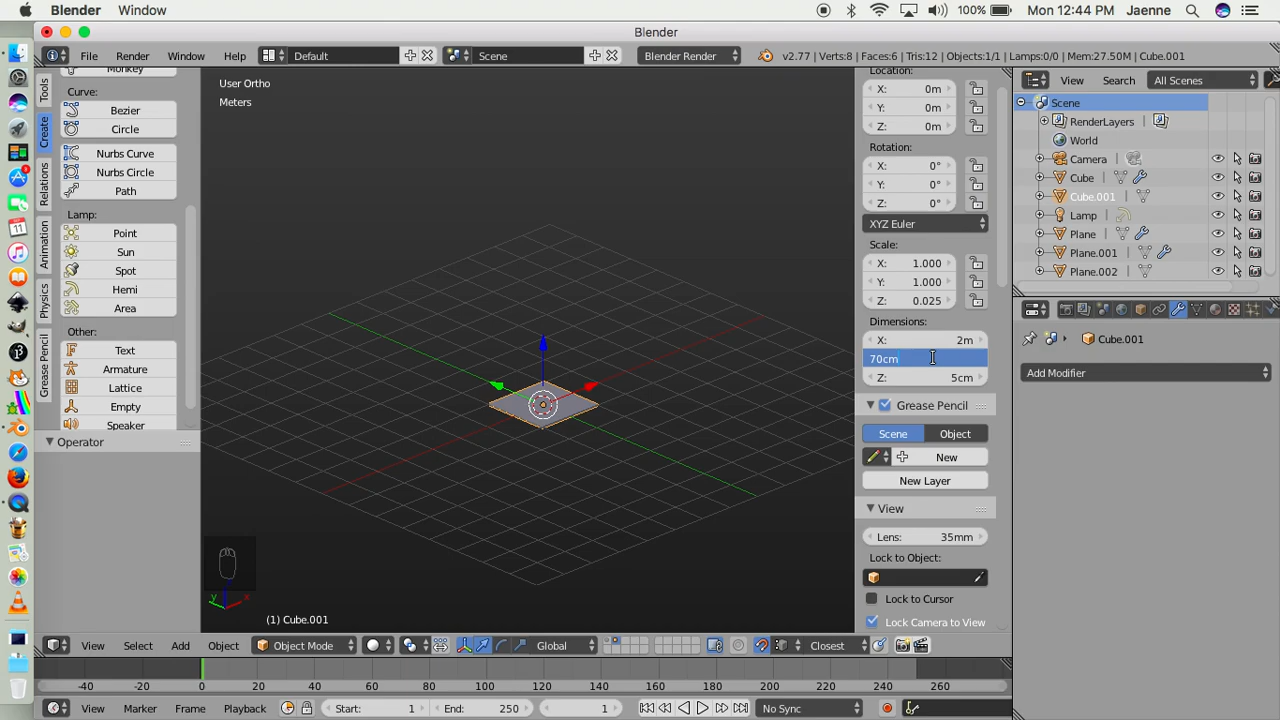 Blender Window 100% Mon 12:44 PM Jaenne
Blender
File Render Window Help Default Scene Blender Render v2.77 | Verts:8 | Faces:6 | Tris:12 | Objects:1/1 | Lamps:0/0 | Mem:27.50M | Cube.001
Tools
Create
Relations
Animation
Physics
Grease Pencil
Monkey
Curve:
Bezier
Circle
Nurbs Curve
Nurbs Circle
Path
Lamp:
Point
Sun
Spot
Hemi
Area
Other:
Text
Armature
Lattice
Empty
Speaker
Operator
User Ortho
Meters
(1) Cube.001
Location:
X: 0m
Y: 0m
Z: 0m
Rotation:
X: 0°
Y: 0°
Z: 0°
XYZ Euler
Scale:
X: 1.000
Y: 1.000
Z: 0.025
Dimensions:
X: 2m
70cm
Z: 5cm
Grease Pencil
Scene Object
New
New Layer
View
Lens: 35mm
Lock to Object:
Lock to Cursor
Lock Camera to View
View Search All Scenes
Scene
RenderLayers
World
Camera
Cube
Cube.001
Lamp
Plane
Plane.001
Plane.002
Cube.001
Add Modifier
View Select Add Object Object Mode Global Closest
-40 -20 0 20 40 60 80 100 120 140 160 180 200 220 240 260
View Marker Frame Playback Start: 1 End: 250 1 No Sync